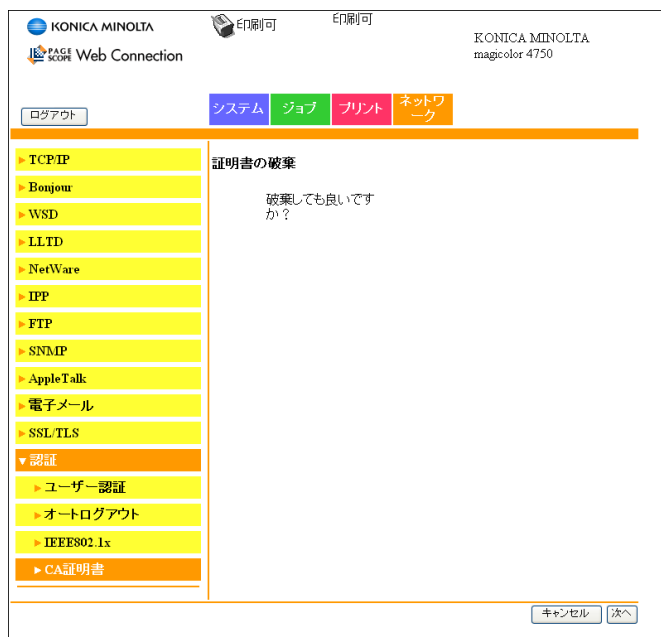 KONICA MINOLTA
印刷可
印刷可
KONICA MINOLTA
magicolor 4750
PAGE SCOPE Web Connection
ログアウト
システム
ジョブ
プリント
ネットワ
ーク
TCP/IP
Bonjour
WSD
LLTD
NetWare
IPP
FTP
SNMP
AppleTalk
電子メール
SSL/TLS
認証
ユーザー認証
オートログアウト
IEEE802.1x
CA証明書
証明書の破棄
破棄しても良いです
か？
キャンセル
次へ